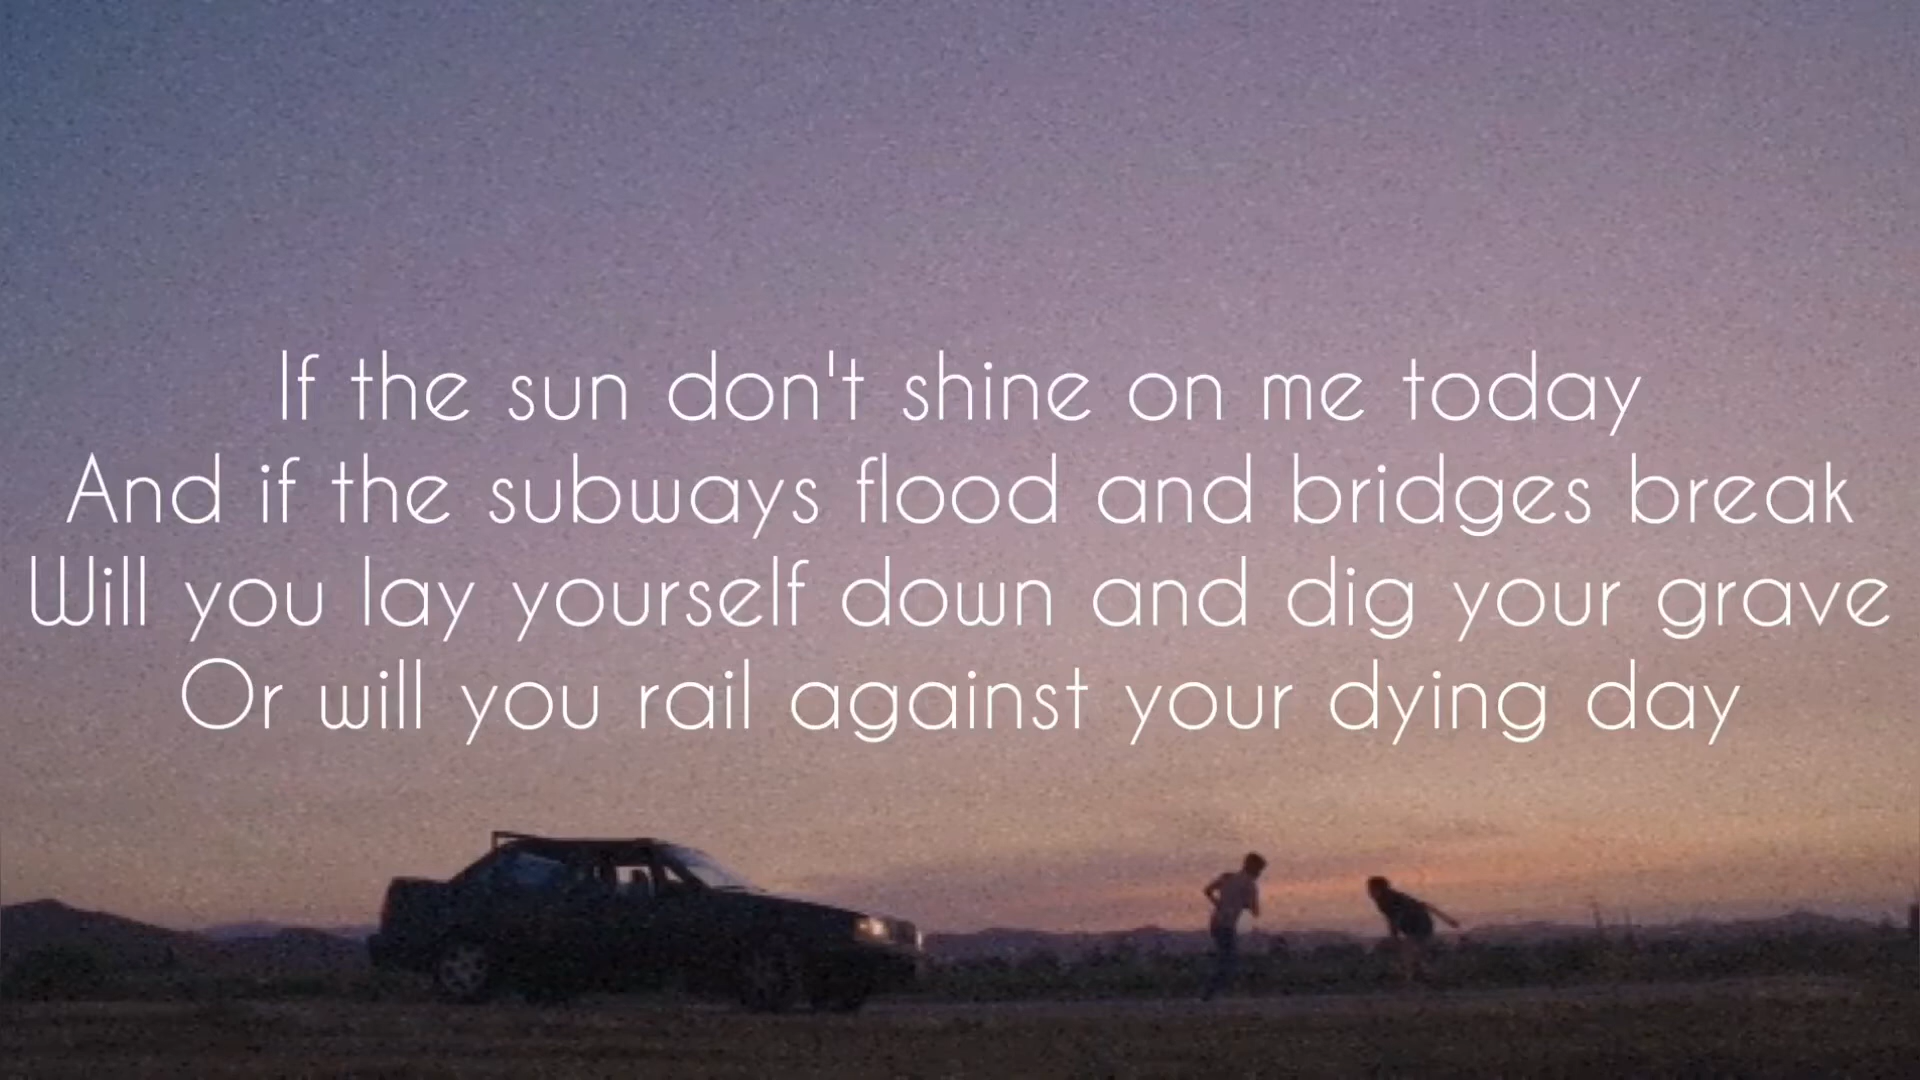 If the sun don't shine on me today
And if the subways flood and bridges break
Will you lay yourself down and dig your grave
Or will you rail against your dying day